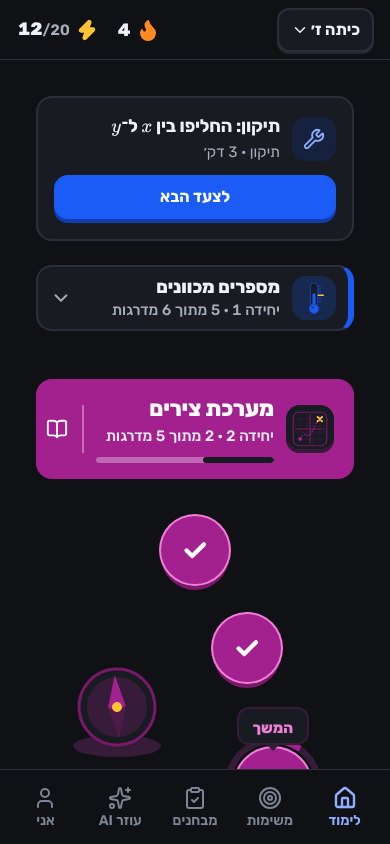 כיתה ז׳
4
12/20
תיקון: החליפו בין x ל־y
תיקון • 3 דק׳
לצעד הבא
מספרים מכוונים
יחידה 1 • 5 מתוך 6 מדרגות
מערכת צירים
יחידה 2 • 2 מתוך 5 מדרגות
המשך
לימוד
משימות
מבחנים
עוזר AI
אני